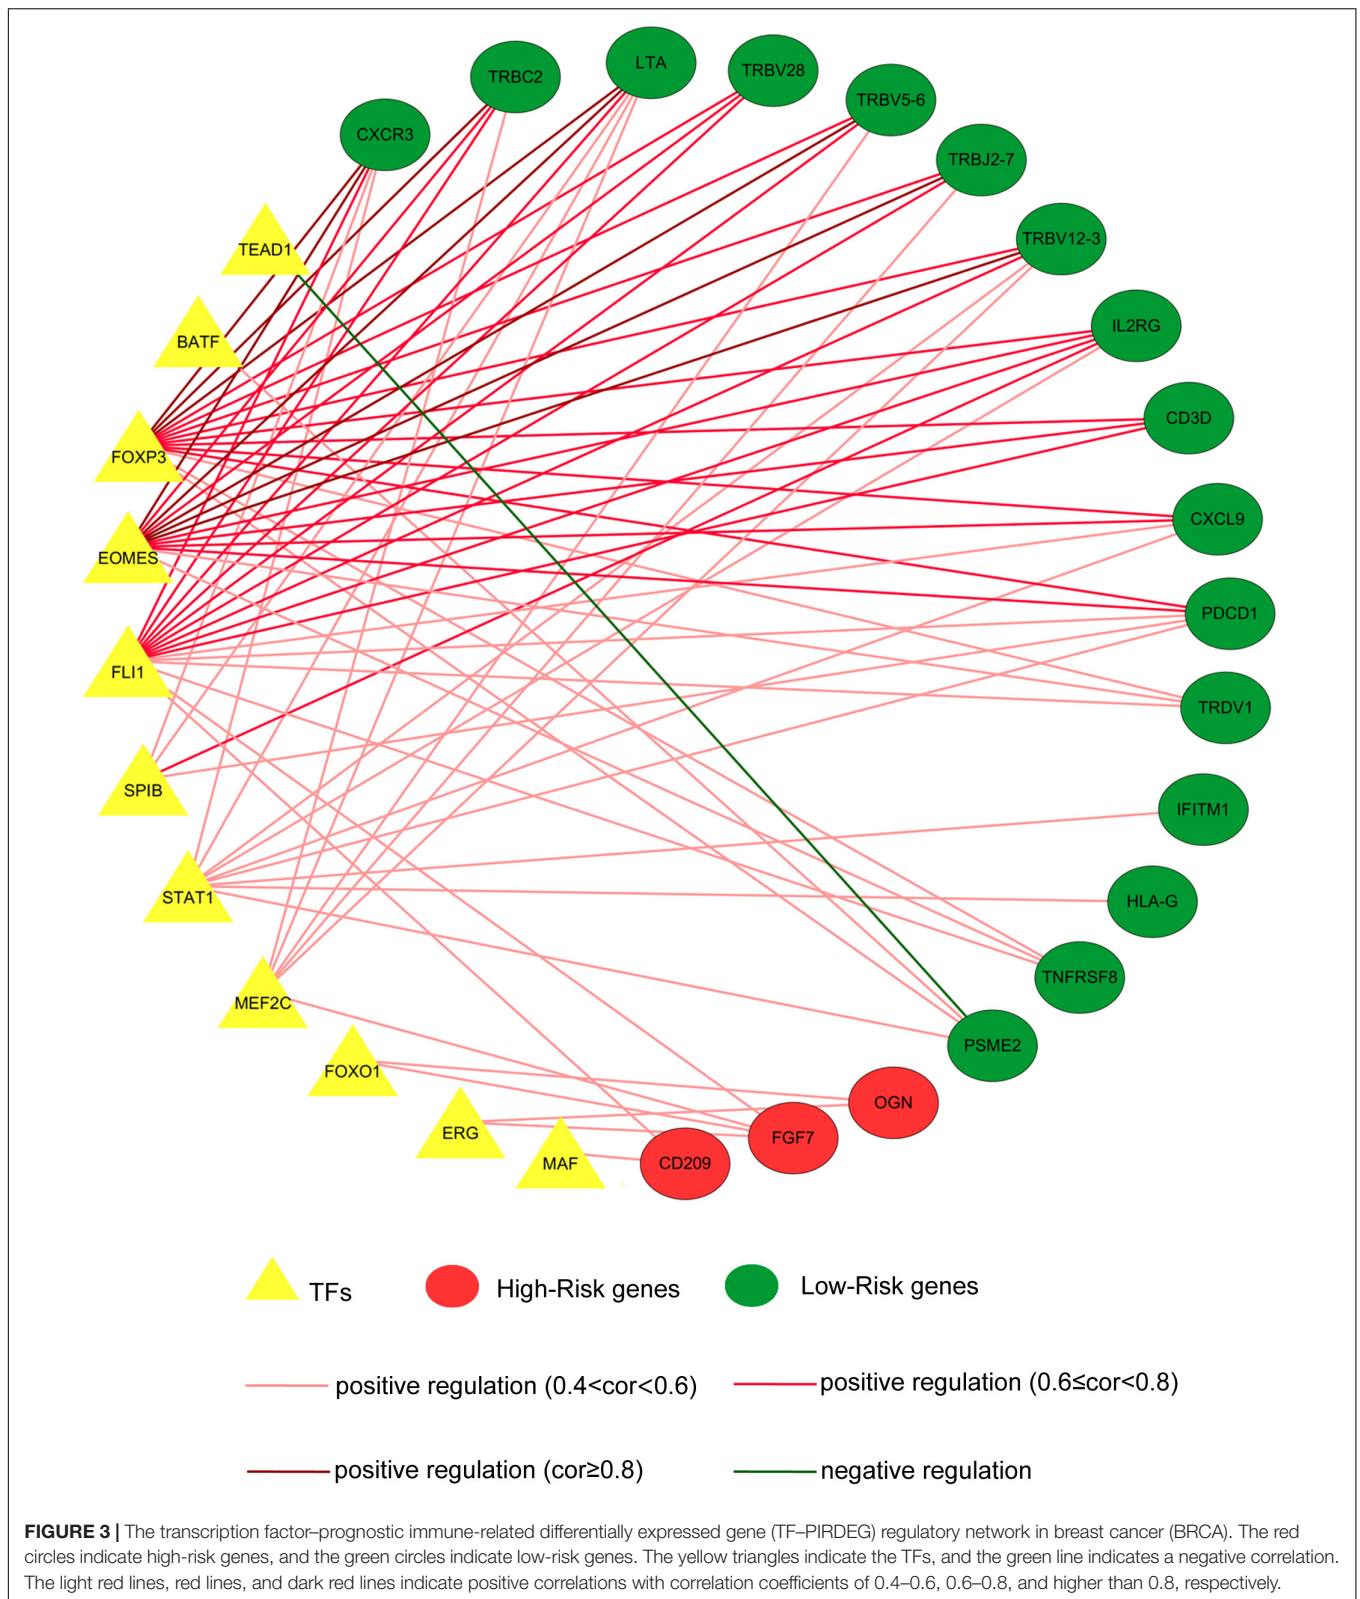 LTA
TRBV28
TRBC2
TRBV5-6
CXCR3
TRBJ2-7
TRBV12-3
TEAD1
IL2RG
BATF
CD3D
FOXP3
CXCL9
EOMES
PDCD1
FLI1
TRDV1
SPIB
IFITM1
STAT1
HLA-G
TNFRSF8
MEF2C
PSME2
FOXO1
OGN
ERG
FGF7
MAF
CD209
TFs
High-Risk genes
Low-Risk genes
positive regulation (0.4<cor<0.6)
positive regulation (0.6≤cor<0.8)
positive regulation (cor≥0.8)
negative regulation
FIGURE 3 | The transcription factor–prognostic immune-related differentially expressed gene (TF–PIRDEG) regulatory network in breast cancer (BRCA). The red
circles indicate high-risk genes, and the green circles indicate low-risk genes. The yellow triangles indicate the TFs, and the green line indicates a negative correlation.
The light red lines, red lines, and dark red lines indicate positive correlations with correlation coefficients of 0.4–0.6, 0.6–0.8, and higher than 0.8, respectively.